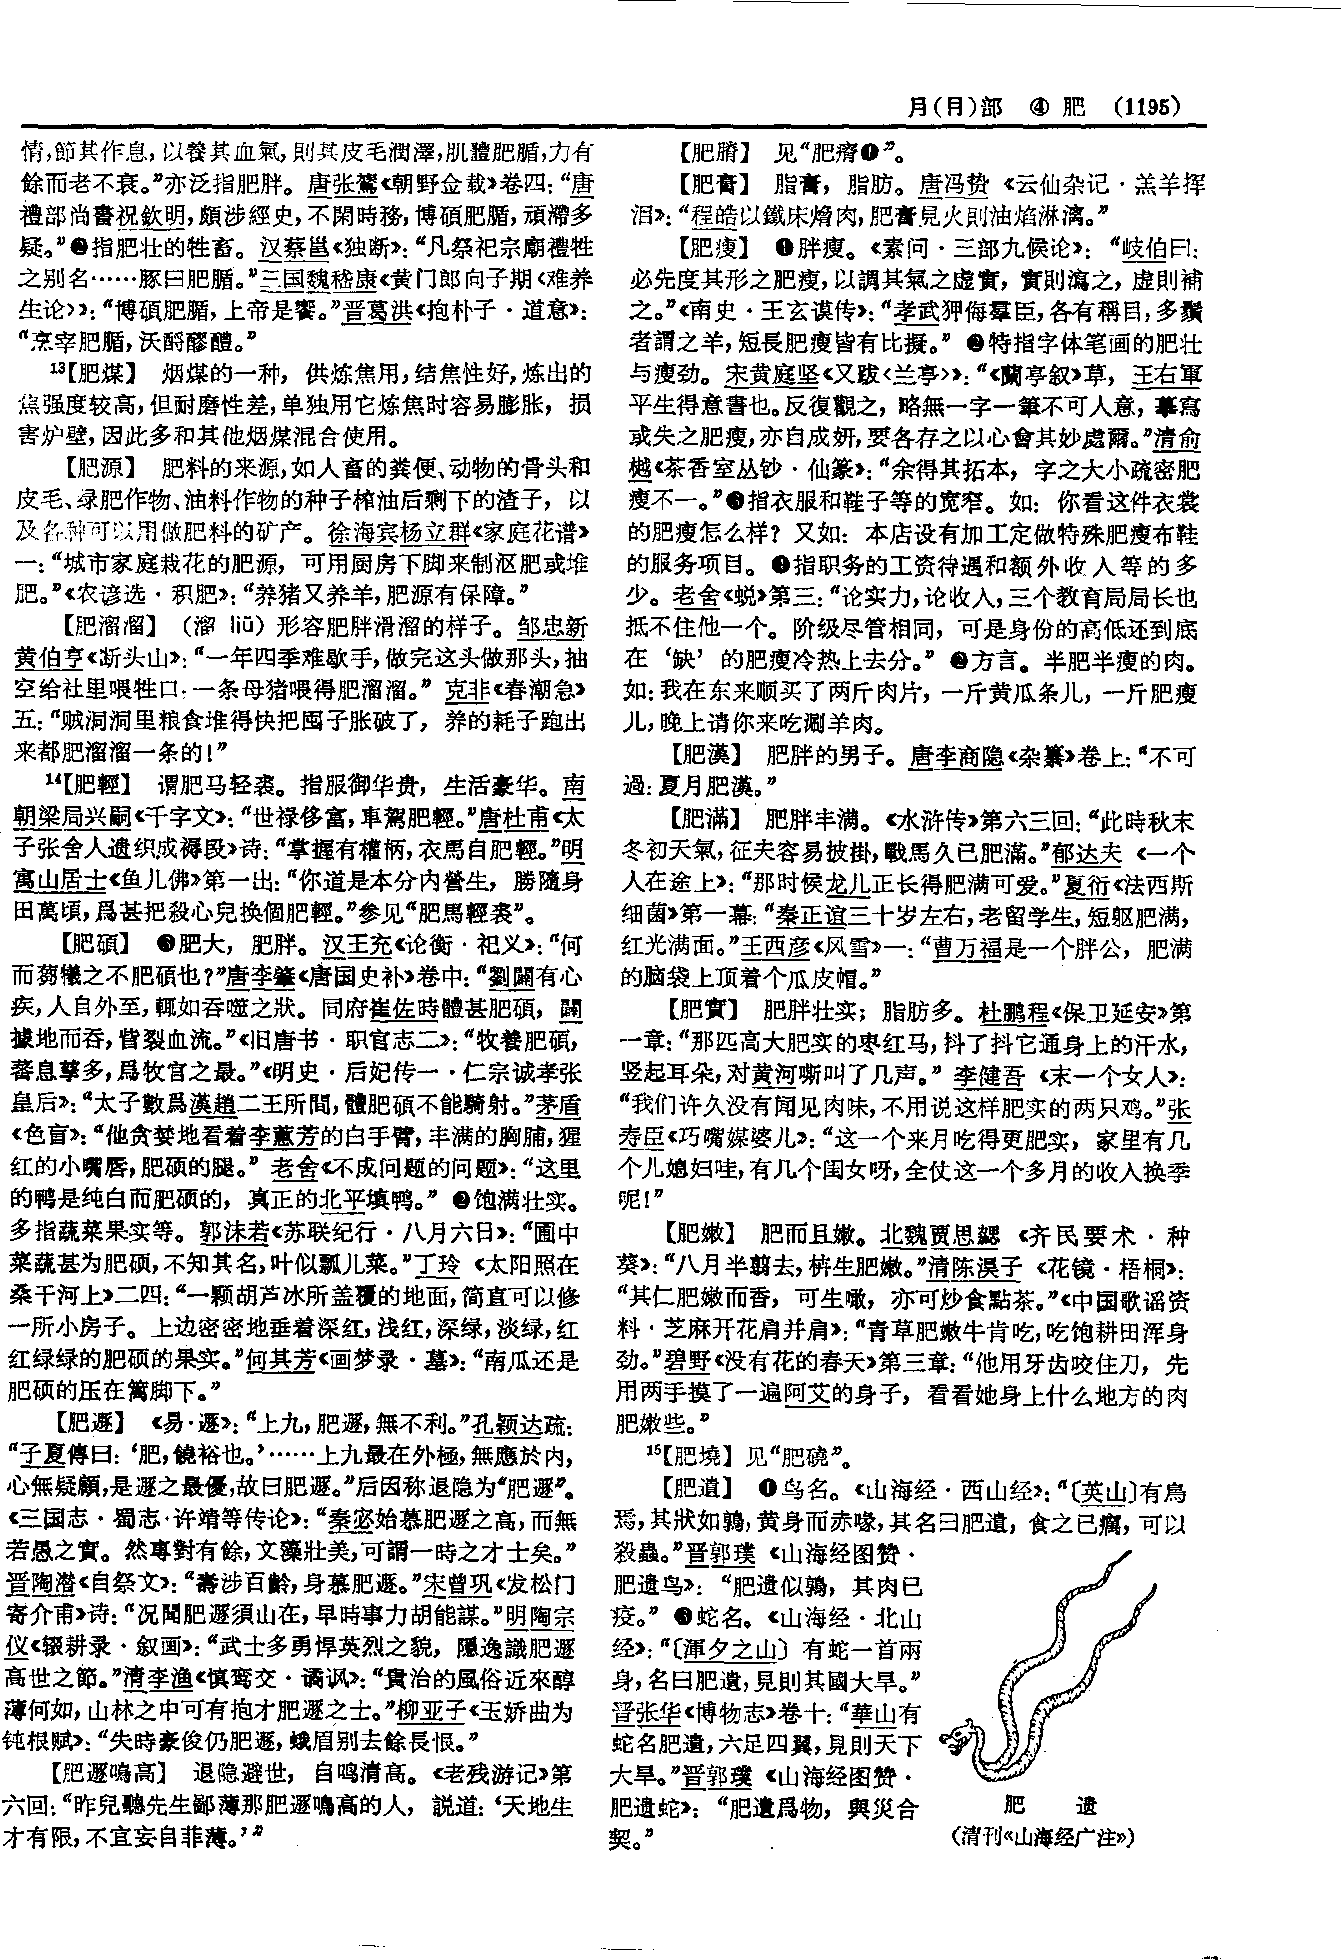 月(月)部 ④ 肥 (1195)
情,節其作息,以養其血氣,則其皮毛潤澤,肌體肥腯,力有
餘而老不衰。”亦泛指肥胖。唐张鷟《朝野佥载》卷四:“唐
禮部尚書祝欽明,頗涉經史,不閑時務,博碩肥腯,頑滯多
疑。”❷指肥壮的牲畜。汉蔡邕《独断》:“凡祭祀宗廟禮牲
之别名……豚曰肥腯。”三国魏嵇康《黄门郎向子期〈难养
生论〉》:“博碩肥腯,上帝是饗。”晋葛洪《抱朴子·道意》:
“烹宰肥腯,沃酹醪醴。”
13【肥煤】 烟煤的一种,供炼焦用,结焦性好,炼出的
焦强度较高,但耐磨性差,单独用它炼焦时容易膨胀,损
害炉壁,因此多和其他烟煤混合使用。
【肥源】 肥料的来源,如人畜的粪便、动物的骨头和
皮毛、绿肥作物、油料作物的种子榨油后剩下的渣子,以
及各种可以用做肥料的矿产。徐海宾杨立群《家庭花谱》
一:“城市家庭栽花的肥源,可用厨房下脚来制沤肥或堆
肥。”《农谚选·积肥》:“养猪又养羊,肥源有保障。”
【肥溜溜】 (溜 liū)形容肥胖滑溜的样子。邹忠新
黄伯亨《断头山》:“一年四季难歇手,做完这头做那头,抽
空给社里喂牲口,一条母猪喂得肥溜溜。”克非《春潮急》
五:“贼洞洞里粮食堆得快把囤子胀破了,养的耗子跑出
来都肥溜溜一条的!”
14【肥輕】 谓肥马轻裘。指服御华贵,生活豪华。南
朝梁周兴嗣《千字文》:“世禄侈富,車駕肥輕。”唐杜甫《太
子张舍人遗织成褥段》诗:“掌握有權柄,衣馬自肥輕。”明
寓山居士《鱼儿佛》第一出:“你道是本分内營生,勝隨身
田萬頃,爲甚把殺心兒换個肥輕。”参见“肥馬輕裘”。
【肥碩】 ❶肥大,肥胖。汉王充《论衡·祀义》:“何
而芻犧之不肥碩也?”唐李肇《唐国史补》卷中:“劉闢有心
疾,人自外至,輒如吞噬之狀。同府崔佐時體甚肥碩,闢
據地而吞,眥裂血流。”《旧唐书·职官志二》:“牧養肥碩,
蕃息孳多,爲牧官之最。”《明史·后妃传一·仁宗诚孝张
皇后》:“太子數爲漢趙二王所間,體肥碩不能騎射。”茅盾
《色盲》:“他贪婪地看着李蕙芳的白手臂,丰满的胸脯,猩
红的小嘴唇,肥硕的腿。”老舍《不成问题的问题》:“这里
的鸭是纯白而肥硕的,真正的北平填鸭。”❷饱满壮实。
多指蔬菜果实等。郭沫若《苏联纪行·八月六日》:“圃中
菜蔬甚为肥硕,不知其名,叶似瓢儿菜。”丁玲《太阳照在
桑干河上》二四:“一颗胡芦冰所盖覆的地面,简直可以修
一所小房子。上边密密地垂着深红,浅红,深绿,淡绿,红
红绿绿的肥硕的果实。”何其芳《画梦录·墓》:“南瓜还是
肥硕的压在篱脚下。”
【肥遯】 《易·遯》:“上九,肥遯,無不利。”孔颖达疏:
“子夏傳曰:‘肥,饒裕也。’……上九最在外極,無應於内,
心無疑顧,是遯之最優,故曰肥遯。”后因称退隐为“肥遯”。
《三国志·蜀志·许靖等传论》:“秦宓始慕肥遯之高,而無
若愚之實。然專對有餘,文藻壯美,可謂一時之才士矣。”
晋陶潜《自祭文》:“壽涉百齡,身慕肥遯。”宋曾巩《发松门
寄介甫》诗:“况聞肥遯須山在,早時事力胡能謀。”明陶宗
仪《辍耕录·叙画》:“武士多勇悍英烈之貌,隱逸識肥遯
高世之節。”清李渔《慎鸾交·谲讽》:“貴治的風俗近來醇
薄何如,山林之中可有抱才肥遯之士。”柳亚子《玉娇曲为
钝根赋》:“失時豪俊仍肥遯,蛾眉别去餘長恨。”
【肥遯鳴高】 退隐避世,自鸣清高。《老残游记》第
六回:“昨兒聽先生鄙薄那肥遯鳴高的人,説道:‘天地生
才有限,不宜妄自菲薄。’”
【肥膌】 见“肥瘠❶”。
【肥膏】 脂膏,脂肪。唐冯贽《云仙杂记·羔羊挥
泪》:“程皓以鐵床熁肉,肥膏見火則油焰淋漓。”
【肥瘦】 ❶胖瘦。《素问·三部九候论》:“岐伯曰:
必先度其形之肥瘦,以調其氣之虚實,實則瀉之,虚則補
之。”《南史·王玄谟传》:“孝武狎侮羣臣,各有稱目,多鬚
者謂之羊,短長肥瘦皆有比擬。”❷特指字体笔画的肥壮
与瘦劲。宋黄庭坚《又跋〈兰亭〉》:“《蘭亭叙》草,王右軍
平生得意書也。反復觀之,略無一字一筆不可人意,摹寫
或失之肥瘦,亦自成妍,要各存之以心會其妙處爾。”清俞
樾《茶香室丛钞·仙篆》:“余得其拓本,字之大小疏密肥
瘦不一。”❸指衣服和鞋子等的宽窄。如:你看这件衣裳
的肥瘦怎么样?又如:本店设有加工定做特殊肥瘦布鞋
的服务项目。❹指职务的工资待遇和额外收入等的多
少。老舍《蜕》第三:“论实力,论收入,三个教育局局长也
抵不住他一个。阶级尽管相同,可是身份的高低还到底
在‘缺’的肥瘦冷热上去分。”❺方言。半肥半瘦的肉。
如:我在东来顺买了两斤肉片,一斤黄瓜条儿,一斤肥瘦
儿,晚上请你来吃涮羊肉。
【肥漢】 肥胖的男子。唐李商隐《杂纂》卷上:“不可
過:夏月肥漢。”
【肥滿】 肥胖丰满。《水浒传》第六三回:“此時秋末
冬初天氣,征夫容易披掛,戰馬久已肥滿。”郁达夫《一个
人在途上》:“那时候龙儿正长得肥满可爱。”夏衍《法西斯
细菌》第一幕:“秦正谊三十岁左右,老留学生,短躯肥满,
红光满面。”王西彦《风雪》一:“曹万福是一个胖公,肥满
的脑袋上顶着个瓜皮帽。”
【肥實】 肥胖壮实;脂肪多。杜鹏程《保卫延安》第
一章:“那匹高大肥实的枣红马,抖了抖它通身上的汗水,
竖起耳朵,对黄河嘶叫了几声。”李健吾《末一个女人》:
“我们许久没有闻见肉味,不用说这样肥实的两只鸡。”张
寿臣《巧嘴媒婆儿》:“这一个来月吃得更肥实,家里有几
个儿媳妇哇,有几个闺女呀,全仗这一个多月的收入换季
呢!”
【肥嫩】 肥而且嫩。北魏贾思勰《齐民要术·种
葵》:“八月半翦去,栟生肥嫩。”清陈淏子《花镜·梧桐》:
“其仁肥嫩而香,可生噉,亦可炒食點茶。”《中国歌谣资
料·芝麻开花肩并肩》:“青草肥嫩牛肯吃,吃饱耕田浑身
劲。”碧野《没有花的春天》第三章:“他用牙齿咬住刀,先
用两手摸了一遍阿艾的身子,看看她身上什么地方的肉
肥嫩些。”
15【肥墝】见“肥磽”。
【肥遺】 ❶鸟名。《山海经·西山经》:“〔英山〕有鳥
焉,其狀如鶉,黄身而赤喙,其名曰肥遺,食之已癘,可以
殺蟲。”晋郭璞《山海经图赞·
肥遗鸟》:“肥遗似鶉,其肉已
疫。”❷蛇名。《山海经·北山
经》:“〔渾夕之山〕有蛇一首兩
身,名曰肥遺,見則其國大旱。”
晋张华《博物志》卷十:“華山有
蛇名肥遺,六足四翼,見則天下
大旱。”晋郭璞《山海经图赞·
肥遗蛇》:“肥遺爲物,與災合
契。”
肥 遗
(清刊《山海经广注》)